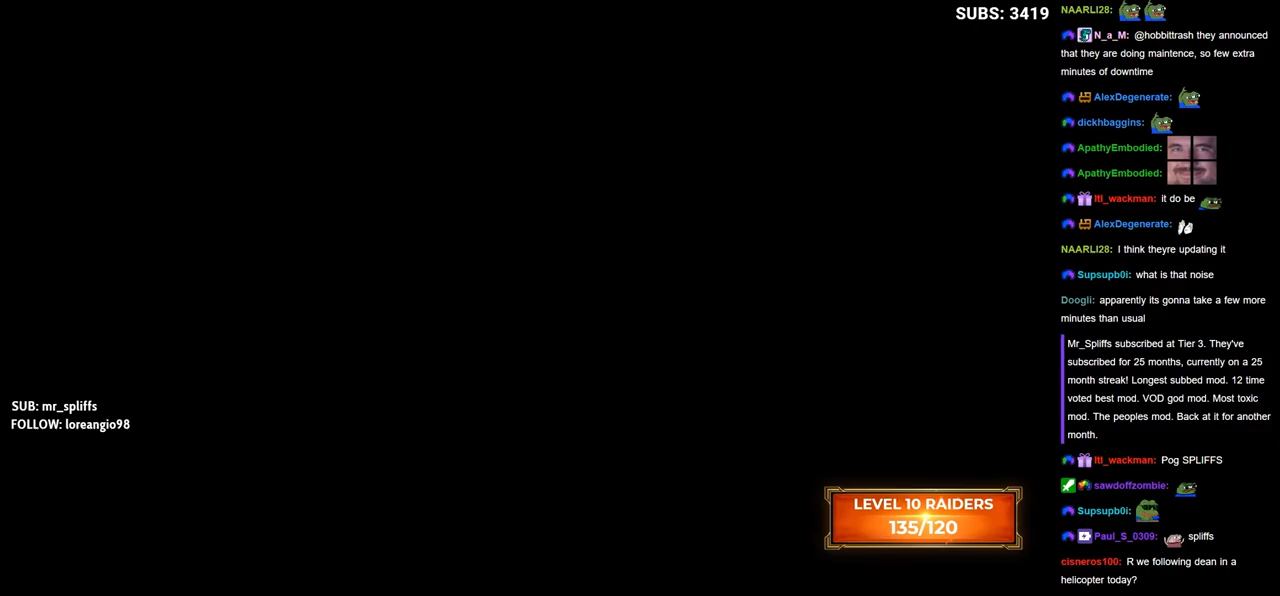 SUBS: 3419
SUB: mr_spliffs
FOLLOW: loreangio98
LEVEL 10 RAIDERS
135/120
NAARLI28:
N_a_M: @hobbittrash they announced
that they are doing maintence, so few extra
minutes of downtime
AlexDegenerate:
dickhbaggins:
ApathyEmbodied:
ApathyEmbodied:
ltl_wackman: it do be
AlexDegenerate:
NAARLI28: I think theyre updating it
Supsupb0i: what is that noise
Doogli: apparently its gonna take a few more
minutes than usual
Mr_Spliffs subscribed at Tier 3. They've
subscribed for 25 months, currently on a 25
month streak! Longest subbed mod. 12 time
voted best mod. VOD god mod. Most toxic
mod. The peoples mod. Back at it for another
month.
ltl_wackman: Pog SPLIFFS
sawdoffzombie:
Supsupb0i:
Paul_S_0309: spliffs
cisneros100: R we following dean in a
helicopter today?